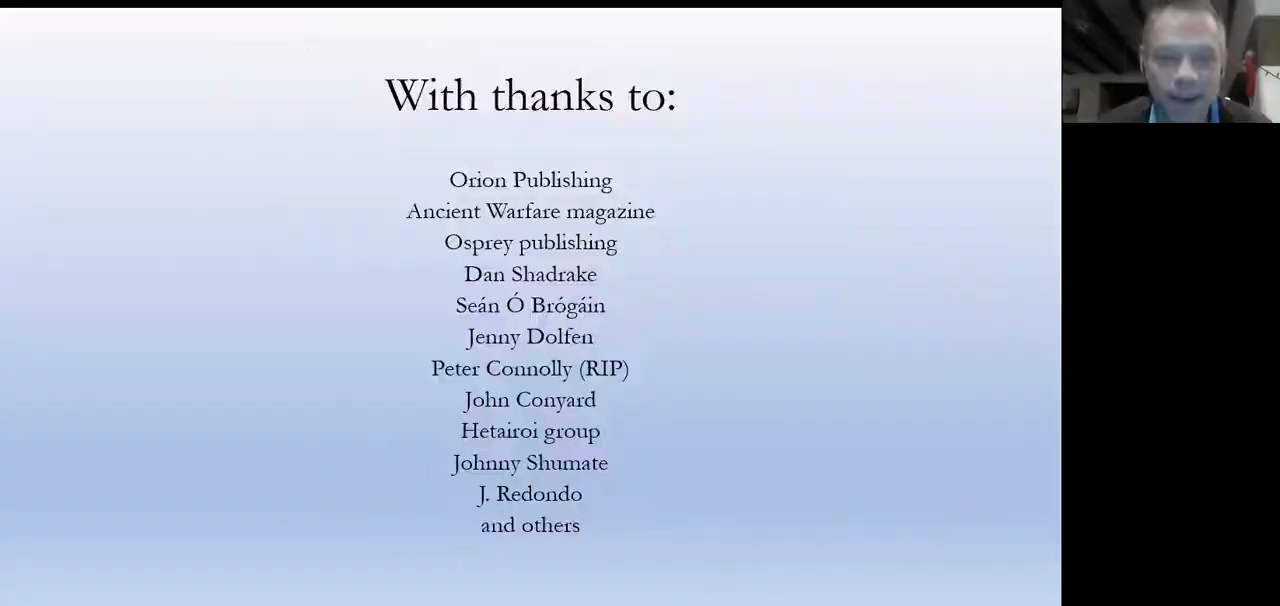 With thanks to:
Orion Publishing
Ancient Warfare magazine
Osprey publishing
Dan Shadrake
Seán Ó Brógáin
Jenny Dolfen
Peter Connolly (RIP)
John Conyard
Hetairoi group
Johnny Shumate
J. Redondo
and others